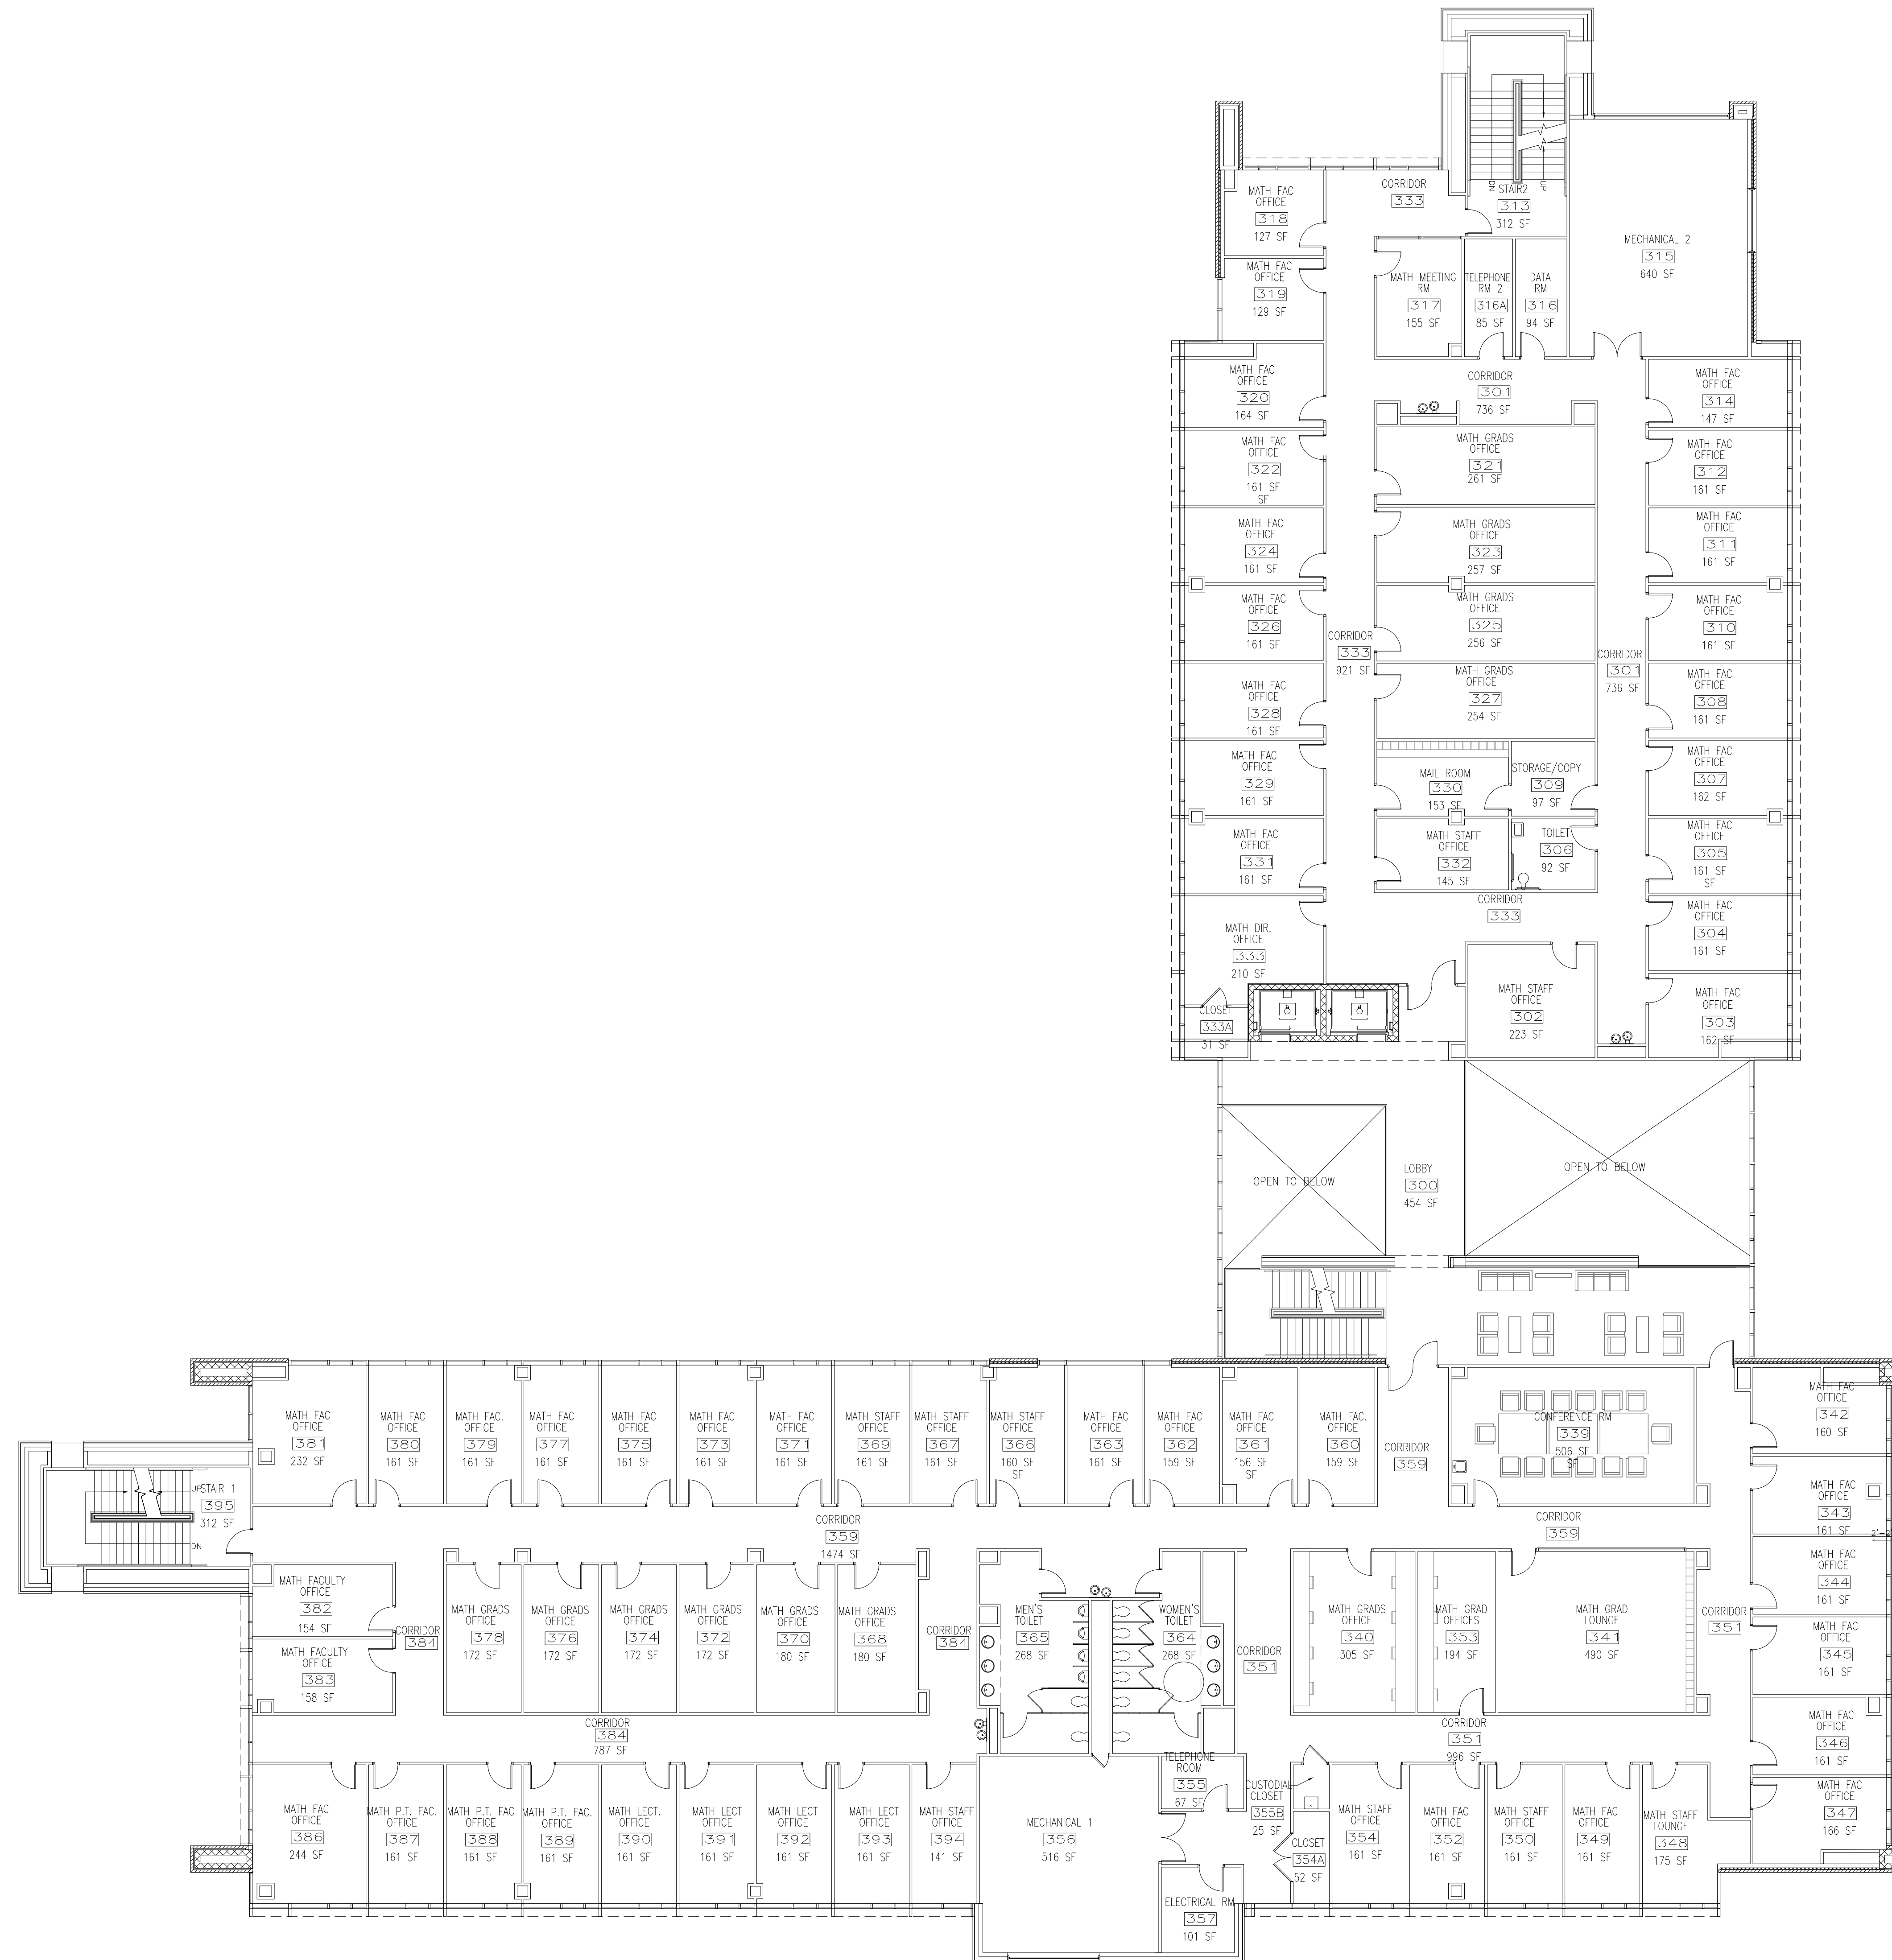 MATH FAC
OFFICE
318
127 SF
CORRIDOR
333
DN
UP
STAIR2
313
312 SF
MECHANICAL 2
315
640 SF
MATH FAC
OFFICE
319
129 SF
MATH MEETING
RM
317
155 SF
TELEPHONE
RM 2
316A
85 SF
DATA
RM
316
94 SF
MATH FAC
OFFICE
320
164 SF
CORRIDOR
301
736 SF
MATH FAC
OFFICE
314
147 SF
MATH FAC
OFFICE
322
161 SF
SF
MATH GRADS
OFFICE
321
261 SF
MATH FAC
OFFICE
312
161 SF
MATH FAC
OFFICE
324
161 SF
MATH GRADS
OFFICE
323
257 SF
MATH FAC
OFFICE
311
161 SF
MATH FAC
OFFICE
326
161 SF
CORRIDOR
333
921 SF
MATH GRADS
OFFICE
325
256 SF
CORRIDOR
301
736 SF
MATH FAC
OFFICE
310
161 SF
MATH FAC
OFFICE
328
161 SF
MATH GRADS
OFFICE
327
254 SF
MATH FAC
OFFICE
308
161 SF
MATH FAC
OFFICE
329
161 SF
MAIL ROOM
330
153 SF
STORAGE/COPY
309
97 SF
MATH FAC
OFFICE
307
162 SF
MATH FAC
OFFICE
331
161 SF
MATH STAFF
OFFICE
332
145 SF
TOILET
306
92 SF
MATH FAC
OFFICE
305
161 SF
SF
CORRIDOR
333
MATH DIR.
OFFICE
333
210 SF
MATH FAC
OFFICE
304
161 SF
CLOSET
333A
31 SF
MATH STAFF
OFFICE
302
223 SF
MATH FAC
OFFICE
303
162 SF
OPEN TO BELOW
LOBBY
300
454 SF
OPEN TO BELOW
MATH FAC
OFFICE
381
232 SF
MATH FAC
OFFICE
380
161 SF
MATH FAC.
OFFICE
379
161 SF
MATH FAC
OFFICE
377
161 SF
MATH FAC
OFFICE
375
161 SF
MATH FAC
OFFICE
373
161 SF
MATH FAC
OFFICE
371
161 SF
MATH STAFF
OFFICE
369
161 SF
MATH STAFF
OFFICE
367
161 SF
MATH STAFF
OFFICE
366
160 SF
SF
MATH FAC
OFFICE
363
161 SF
MATH FAC
OFFICE
362
159 SF
MATH FAC
OFFICE
361
156 SF
SF
MATH FAC.
OFFICE
360
159 SF
CORRIDOR
359
CONFERENCE RM
339
506 SF
SF
MATH FAC
OFFICE
342
160 SF
UP
STAIR 1
395
312 SF
DN
CORRIDOR
359
1474 SF
CORRIDOR
359
MATH FAC
OFFICE
343
161 SF
2'-2"
1
MATH FACULTY
OFFICE
382
154 SF
MATH FACULTY
OFFICE
383
158 SF
CORRIDOR
384
MATH GRADS
OFFICE
378
172 SF
MATH GRADS
OFFICE
376
172 SF
MATH GRADS
OFFICE
374
172 SF
MATH GRADS
OFFICE
372
172 SF
MATH GRADS
OFFICE
370
180 SF
MATH GRADS
OFFICE
368
180 SF
CORRIDOR
384
MEN'S
TOILET
365
268 SF
WOMEN'S
TOILET
364
268 SF
CORRIDOR
351
MATH GRADS
OFFICE
340
305 SF
MATH GRAD
OFFICES
353
194 SF
MATH GRAD
LOUNGE
341
490 SF
CORRIDOR
351
MATH FAC
OFFICE
344
161 SF
MATH FAC
OFFICE
345
161 SF
MATH FAC
OFFICE
346
161 SF
CORRIDOR
384
787 SF
CORRIDOR
351
996 SF
MATH FAC
OFFICE
386
244 SF
MATH P.T. FAC.
OFFICE
387
161 SF
MATH P.T. FAC
OFFICE
388
161 SF
MATH P.T. FAC.
OFFICE
389
161 SF
MATH LECT.
OFFICE
390
161 SF
MATH LECT
OFFICE
391
161 SF
MATH LECT
OFFICE
392
161 SF
MATH LECT
OFFICE
393
161 SF
MATH STAFF
OFFICE
394
141 SF
MECHANICAL 1
356
516 SF
TELEPHONE
ROOM
355
67 SF
CUSTODIAL
CLOSET
355B
25 SF
CLOSET
354A
52 SF
ELECTRICAL RM
357
101 SF
MATH STAFF
OFFICE
354
161 SF
MATH FAC
OFFICE
352
161 SF
MATH STAFF
OFFICE
350
161 SF
MATH FAC
OFFICE
349
161 SF
MATH STAFF
LOUNGE
348
175 SF
MATH FAC
OFFICE
347
166 SF